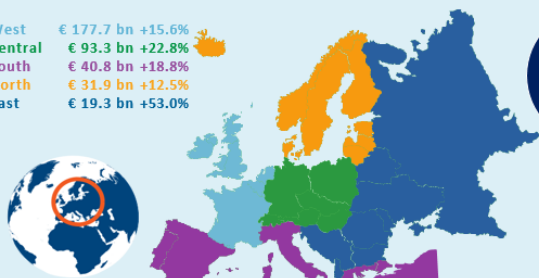 West € 177.7 bn +15.6%
entral € 93.3 bn +22.8%
outh € 40.8 bn +18.8%
orth € 31.9 bn +12.5%
ast € 19.3 bn +53.0%